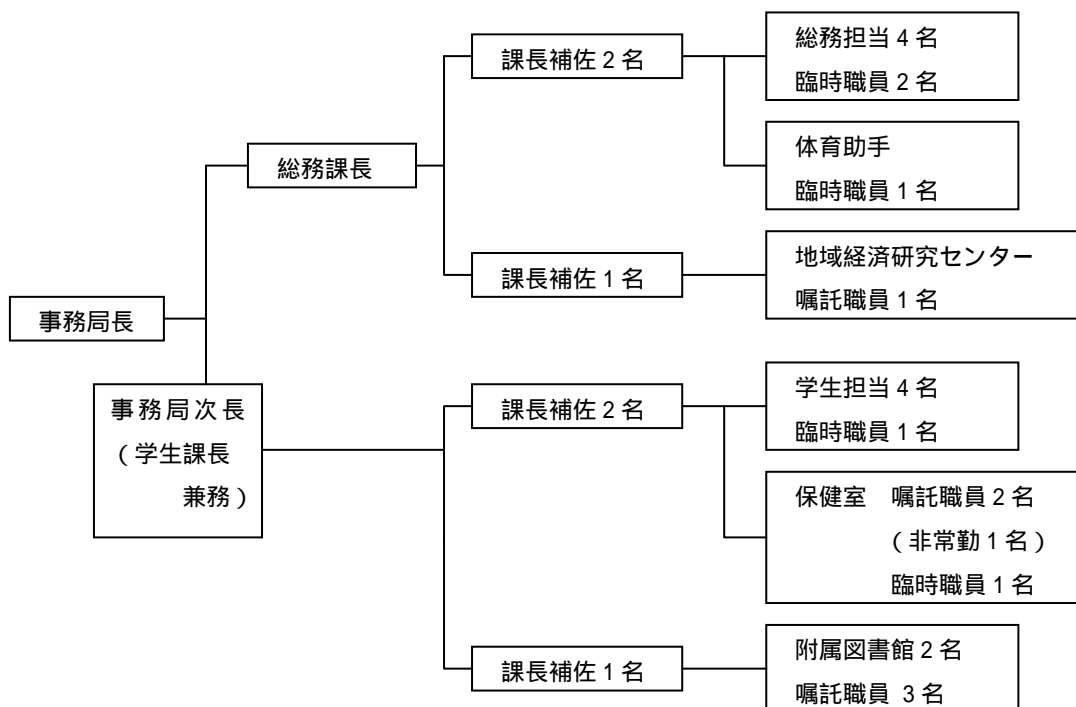 事務局長
総務課長
課長補佐 2 名
総務担当 4 名
臨時職員 2 名
体育助手
臨時職員 1 名
課長補佐 1 名
地域経済研究センター
嘱託職員 1 名
事務局次長
（学生課長
兼務）
課長補佐 2 名
学生担当 4 名
臨時職員 1 名
保健室　嘱託職員 2 名
（非常勤 1 名）
臨時職員 1 名
課長補佐 1 名
附属図書館 2 名
嘱託職員 3 名